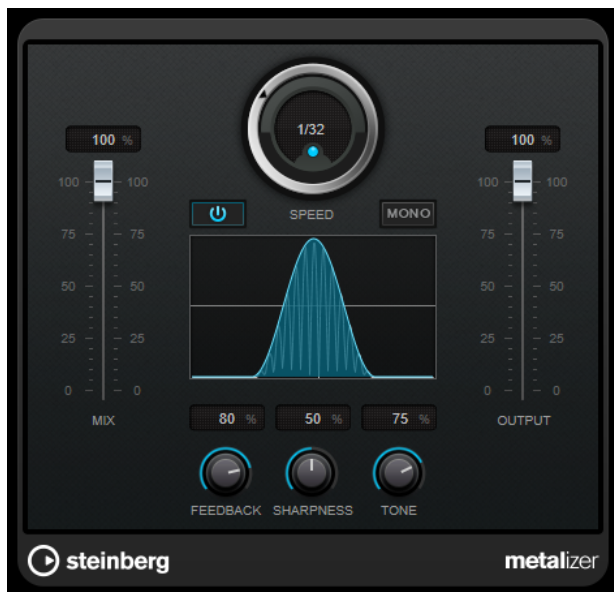 1/32
100 %
100 %
SPEED
MONO
100 100
75 75
50 50
25 25
0 0
MIX
100 100
75 75
50 50
25 25
0 0
OUTPUT
80 %
50 %
75 %
FEEDBACK
SHARPNESS
TONE
steinberg
metalizer